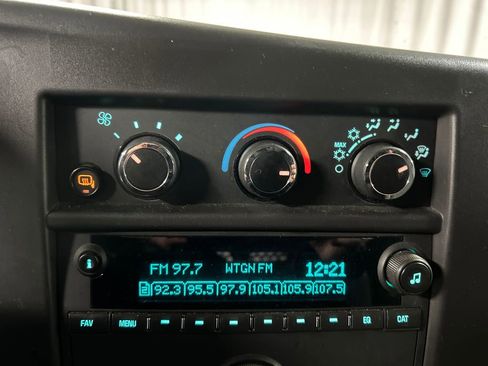 MAX
FM 97.7 WTGN FM 12:21
92.3 95.5 97.9 105.1 105.9 107.5
i
FAV MENU EQ CAT